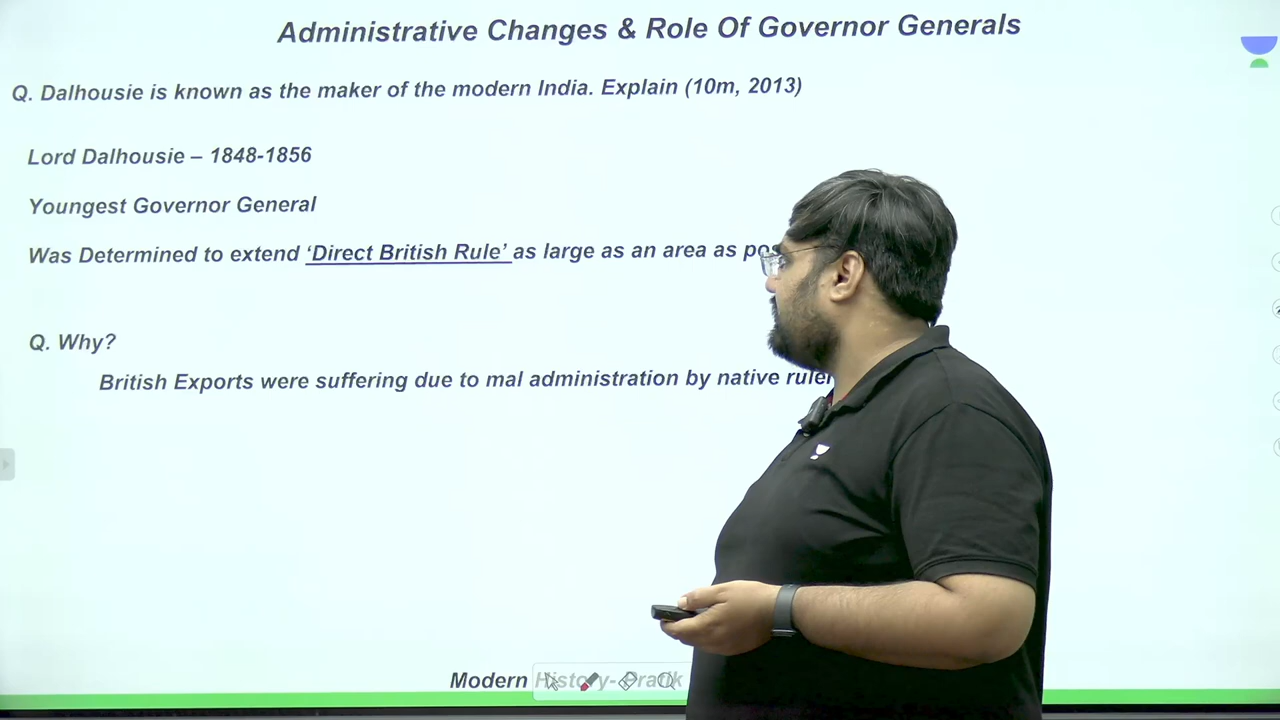 Administrative Changes & Role Of Governor Generals
Q. Dalhousie is known as the maker of the modern India. Explain (10m, 2013)
Lord Dalhousie – 1848-1856
Youngest Governor General
Was Determined to extend ‘Direct British Rule’ as large as an area as
Q. Why?
British Exports were suffering due to mal administration by native
Modern History- Pratik